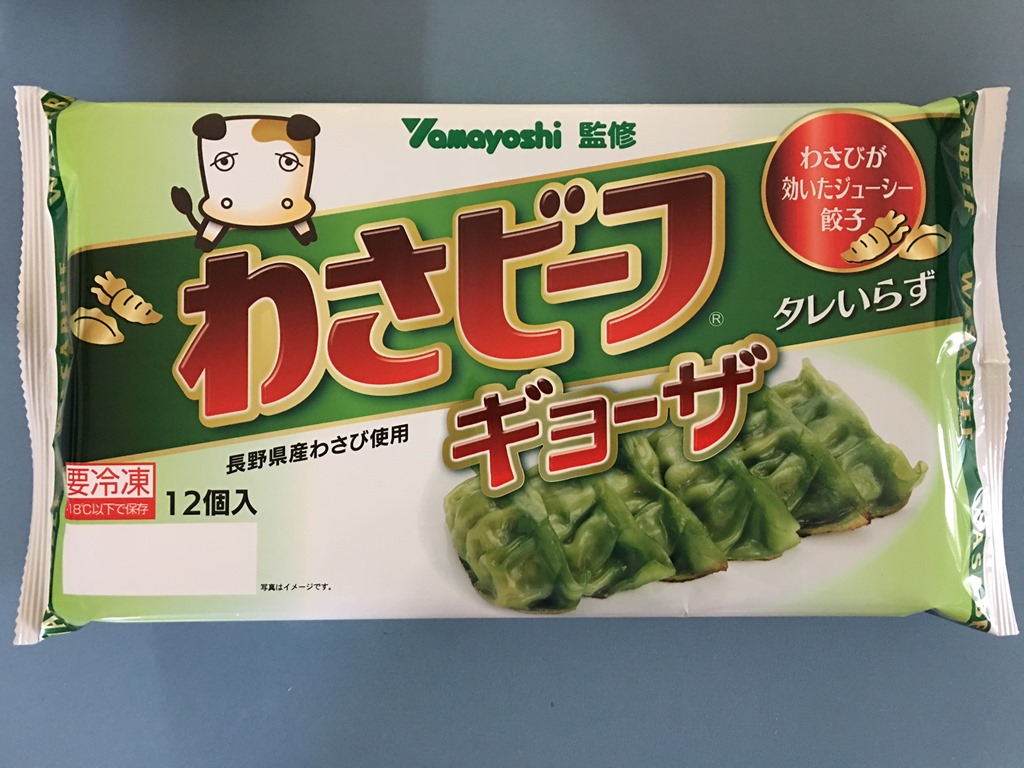 Yamayoshi 監修
わさびが
効いたジューシー
餃子
わさビーフ®
タレいらず
ギョーザ
長野県産わさび使用
要冷凍
-18℃以下で保存
12個入
写真はイメージです。
SABEEF WASABEEF